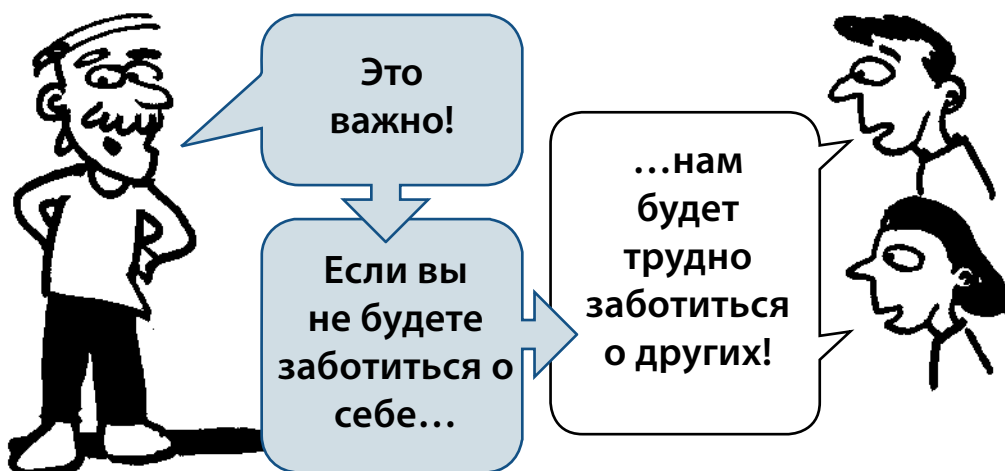 Это
важно!
Если вы
не будете
заботиться о
себе…
…нам
будет
трудно
заботиться
о других!